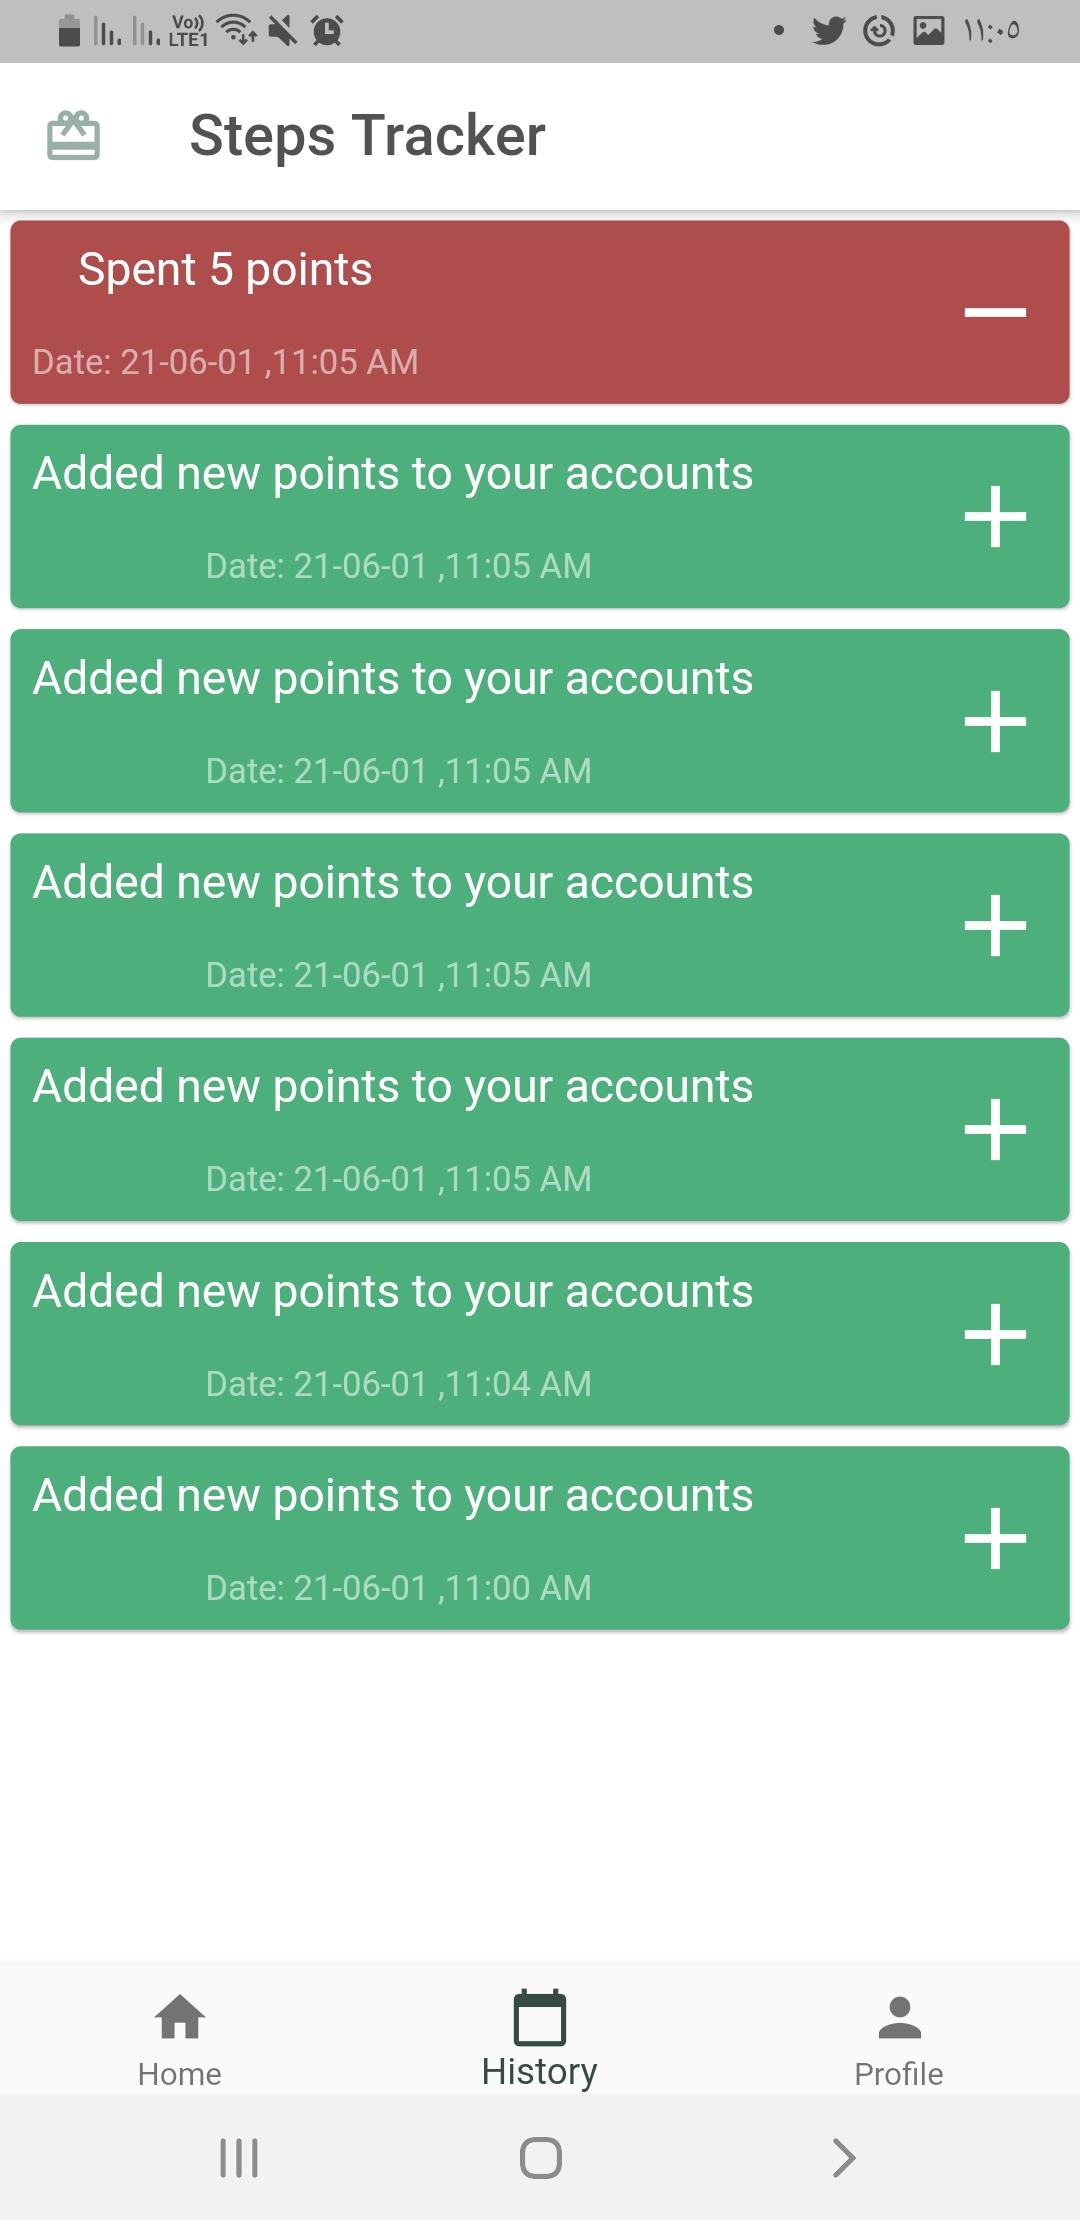 Vo)) LTE1
١١:٠٥
Steps Tracker
Spent 5 points
Date: 21-06-01 ,11:05 AM
Added new points to your accounts
Date: 21-06-01 ,11:05 AM
Added new points to your accounts
Date: 21-06-01 ,11:05 AM
Added new points to your accounts
Date: 21-06-01 ,11:05 AM
Added new points to your accounts
Date: 21-06-01 ,11:05 AM
Added new points to your accounts
Date: 21-06-01 ,11:04 AM
Added new points to your accounts
Date: 21-06-01 ,11:00 AM
Home
History
Profile